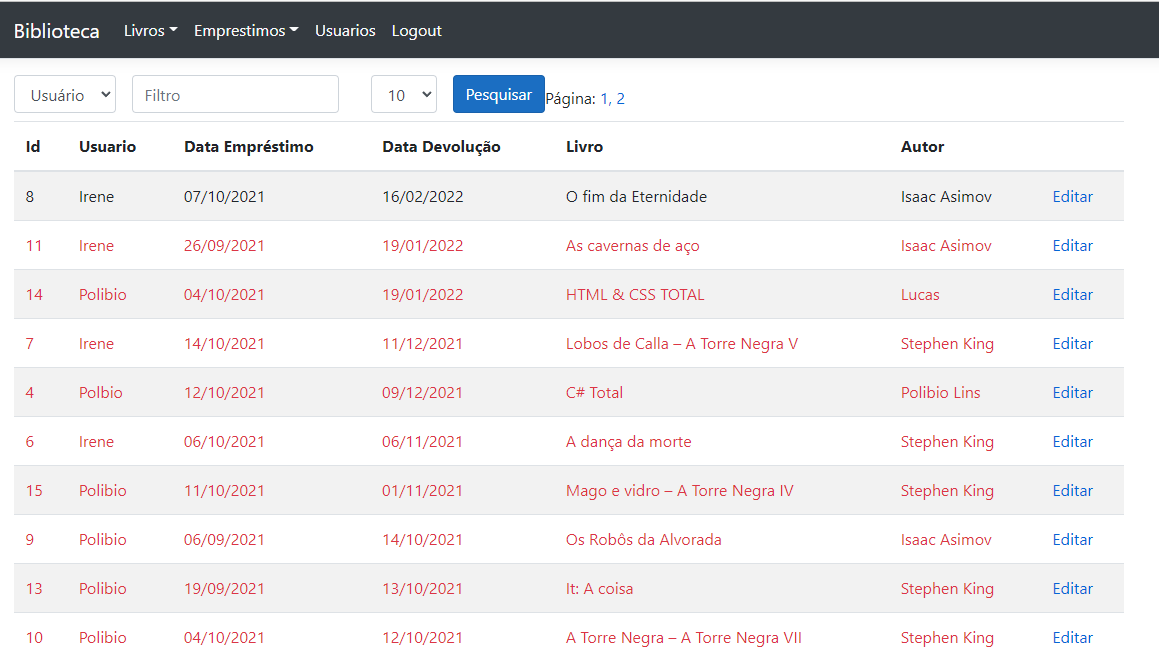 Biblioteca Livros Emprestimos Usuarios Logout
Usuário Filtro 10 Pesquisar Página: 1, 2
Id Usuario Data Empréstimo Data Devolução Livro Autor
8 Irene 07/10/2021 16/02/2022 O fim da Eternidade Isaac Asimov Editar
11 Irene 26/09/2021 19/01/2022 As cavernas de aço Isaac Asimov Editar
14 Polibio 04/10/2021 19/01/2022 HTML & CSS TOTAL Lucas Editar
7 Irene 14/10/2021 11/12/2021 Lobos de Calla – A Torre Negra V Stephen King Editar
4 Polbio 12/10/2021 09/12/2021 C# Total Polibio Lins Editar
6 Irene 06/10/2021 06/11/2021 A dança da morte Stephen King Editar
15 Polibio 11/10/2021 01/11/2021 Mago e vidro – A Torre Negra IV Stephen King Editar
9 Polibio 06/09/2021 14/10/2021 Os Robôs da Alvorada Isaac Asimov Editar
13 Polibio 19/09/2021 13/10/2021 It: A coisa Stephen King Editar
10 Polibio 04/10/2021 12/10/2021 A Torre Negra – A Torre Negra VII Stephen King Editar